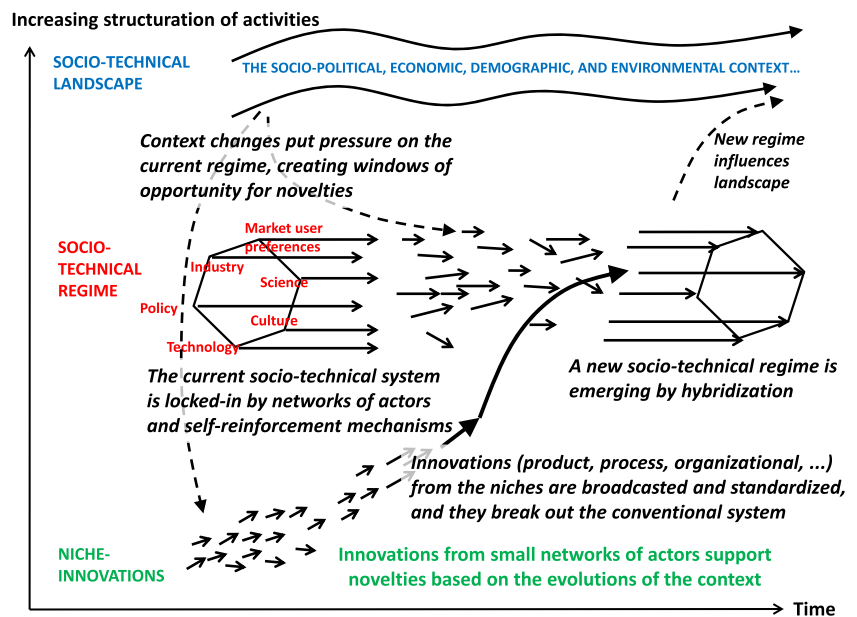 Increasing structuration of activities
SOCIO-TECHNICAL
LANDSCAPE
THE SOCIO-POLITICAL, ECONOMIC, DEMOGRAPHIC, AND ENVIRONMENTAL CONTEXT...
Context changes put pressure on the
current regime, creating windows of
opportunity for novelties
New regime
influences
landscape
SOCIO-
TECHNICAL
REGIME
Market user
preferences
Industry
Science
Policy
Culture
Technology
The current socio-technical system
is locked-in by networks of actors
and self-reinforcement mechanisms
A new socio-technical regime is
emerging by hybridization
Innovations (product, process, organizational, ...)
from the niches are broadcasted and standardized,
and they break out the conventional system
NICHE-
INNOVATIONS
Innovations from small networks of actors support
novelties based on the evolutions of the context
Time